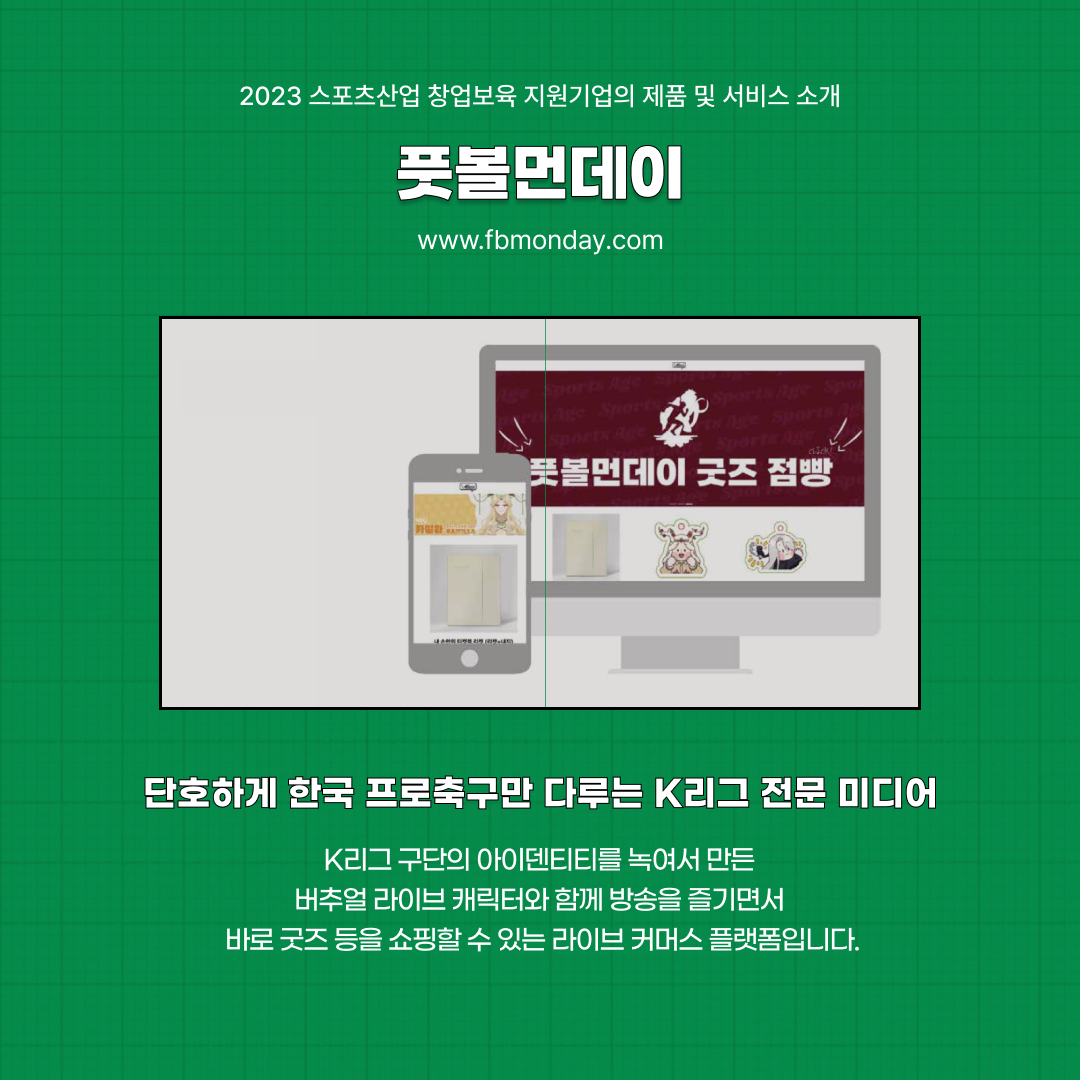 2023 스포츠산업 창업보육 지원기업의 제품 및 서비스 소개
풋볼먼데이
www.fbmonday.com
Sports Age
click!
풋볼먼데이 굿즈 점빵
단호하게 한국 프로축구만 다루는 K리그 전문 미디어
K리그 구단의 아이덴티티를 녹여서 만든
버추얼 라이브 캐릭터와 함께 방송을 즐기면서
바로 굿즈 등을 쇼핑할 수 있는 라이브 커머스 플랫폼입니다.